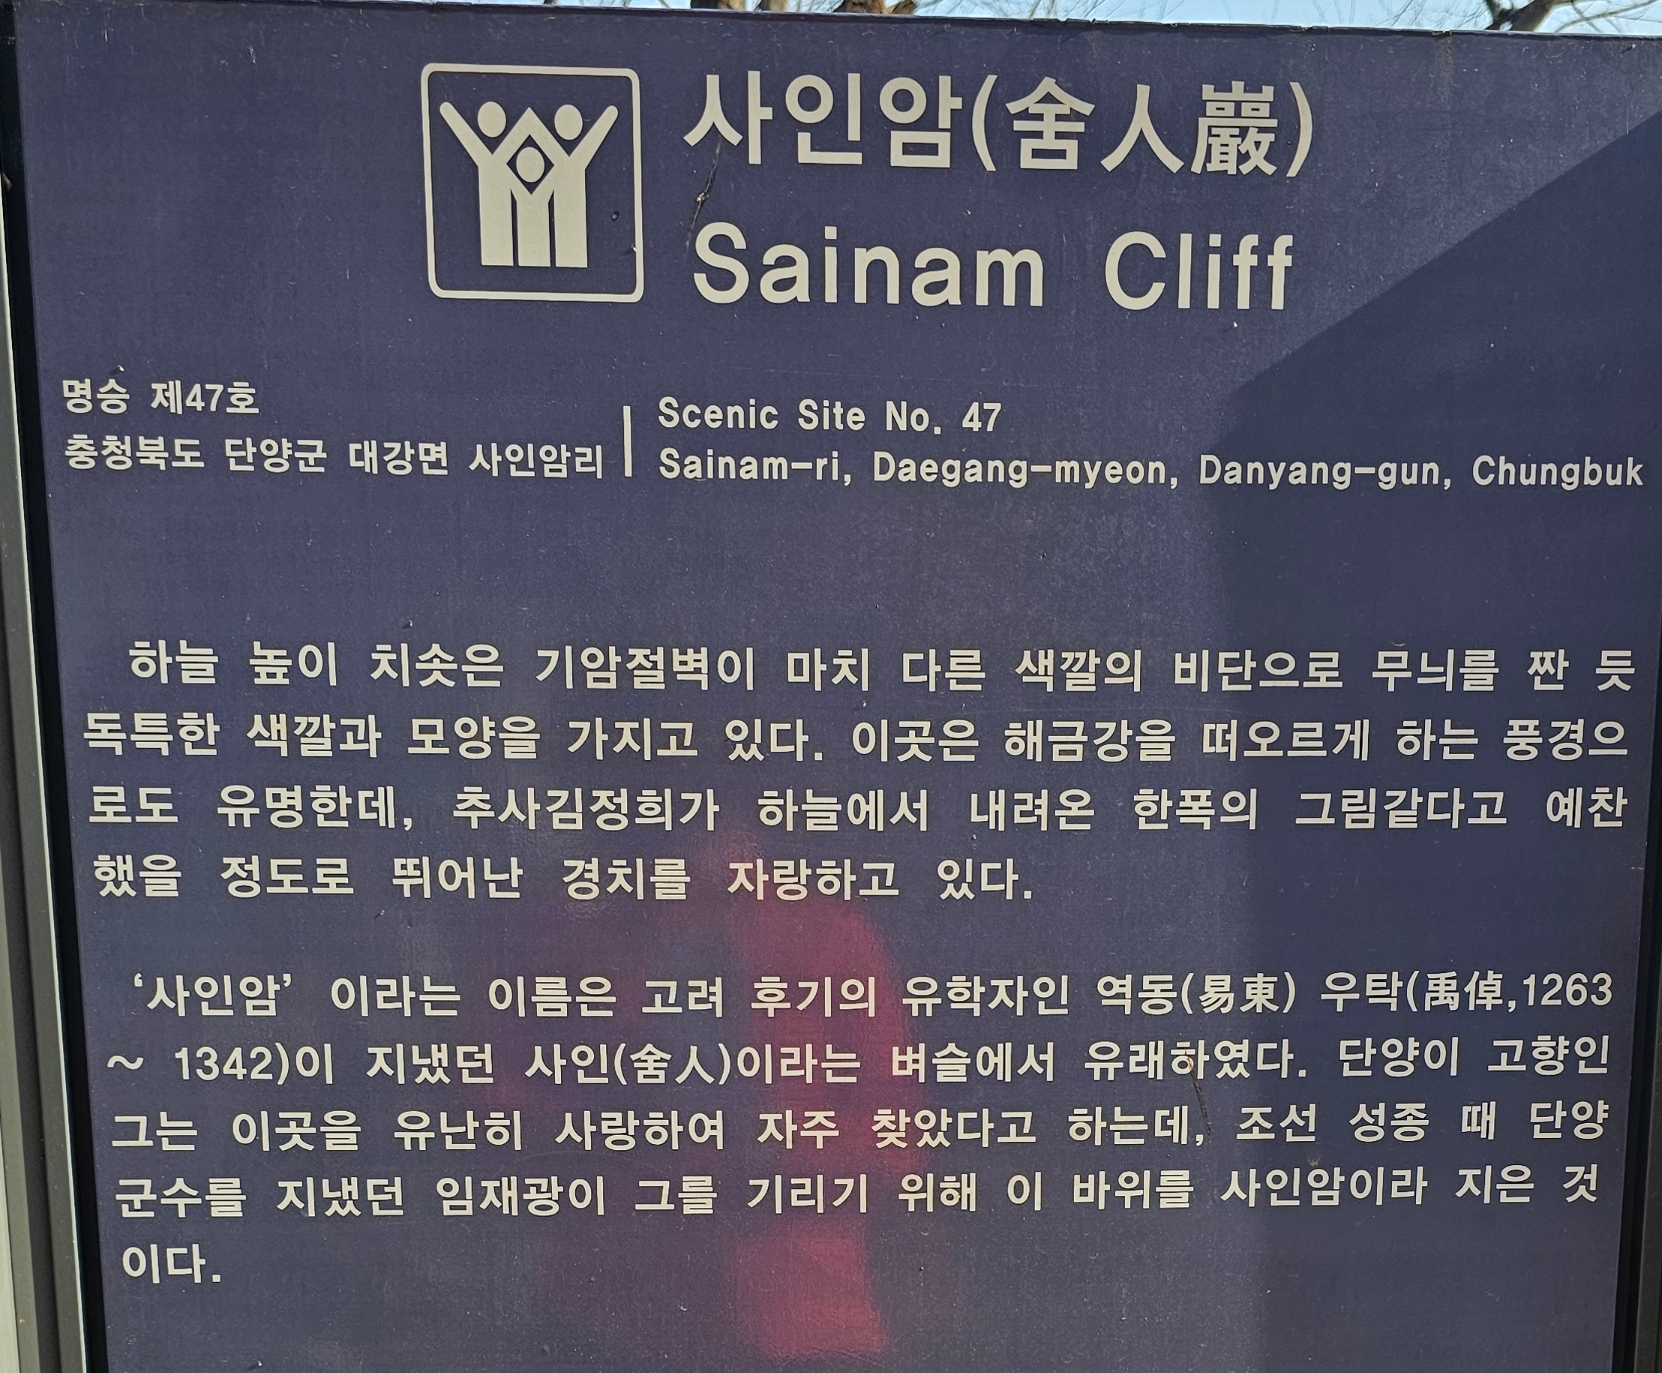 사인암(舍人巖)
Sainam Cliff
명승 제47호
충청북도 단양군 대강면 사인암리
Scenic Site No. 47
Sainam-ri, Daegang-myeon, Danyang-gun, Chungbuk
하늘 높이 치솟은 기암절벽이 마치 다른 색깔의 비단으로 무늬를 짠 듯
독특한 색깔과 모양을 가지고 있다. 이곳은 해금강을 떠오르게 하는 풍경으
로도 유명한데, 추사김정희가 하늘에서 내려온 한폭의 그림같다고 예찬
했을 정도로 뛰어난 경치를 자랑하고 있다.
‘사인암’ 이라는 이름은 고려 후기의 유학자인 역동(易東) 우탁(禹倬,1263
~ 1342)이 지냈던 사인(舍人)이라는 벼슬에서 유래하였다. 단양이 고향인
그는 이곳을 유난히 사랑하여 자주 찾았다고 하는데, 조선 성종 때 단양
군수를 지냈던 임재광이 그를 기리기 위해 이 바위를 사인암이라 지은 것
이다.